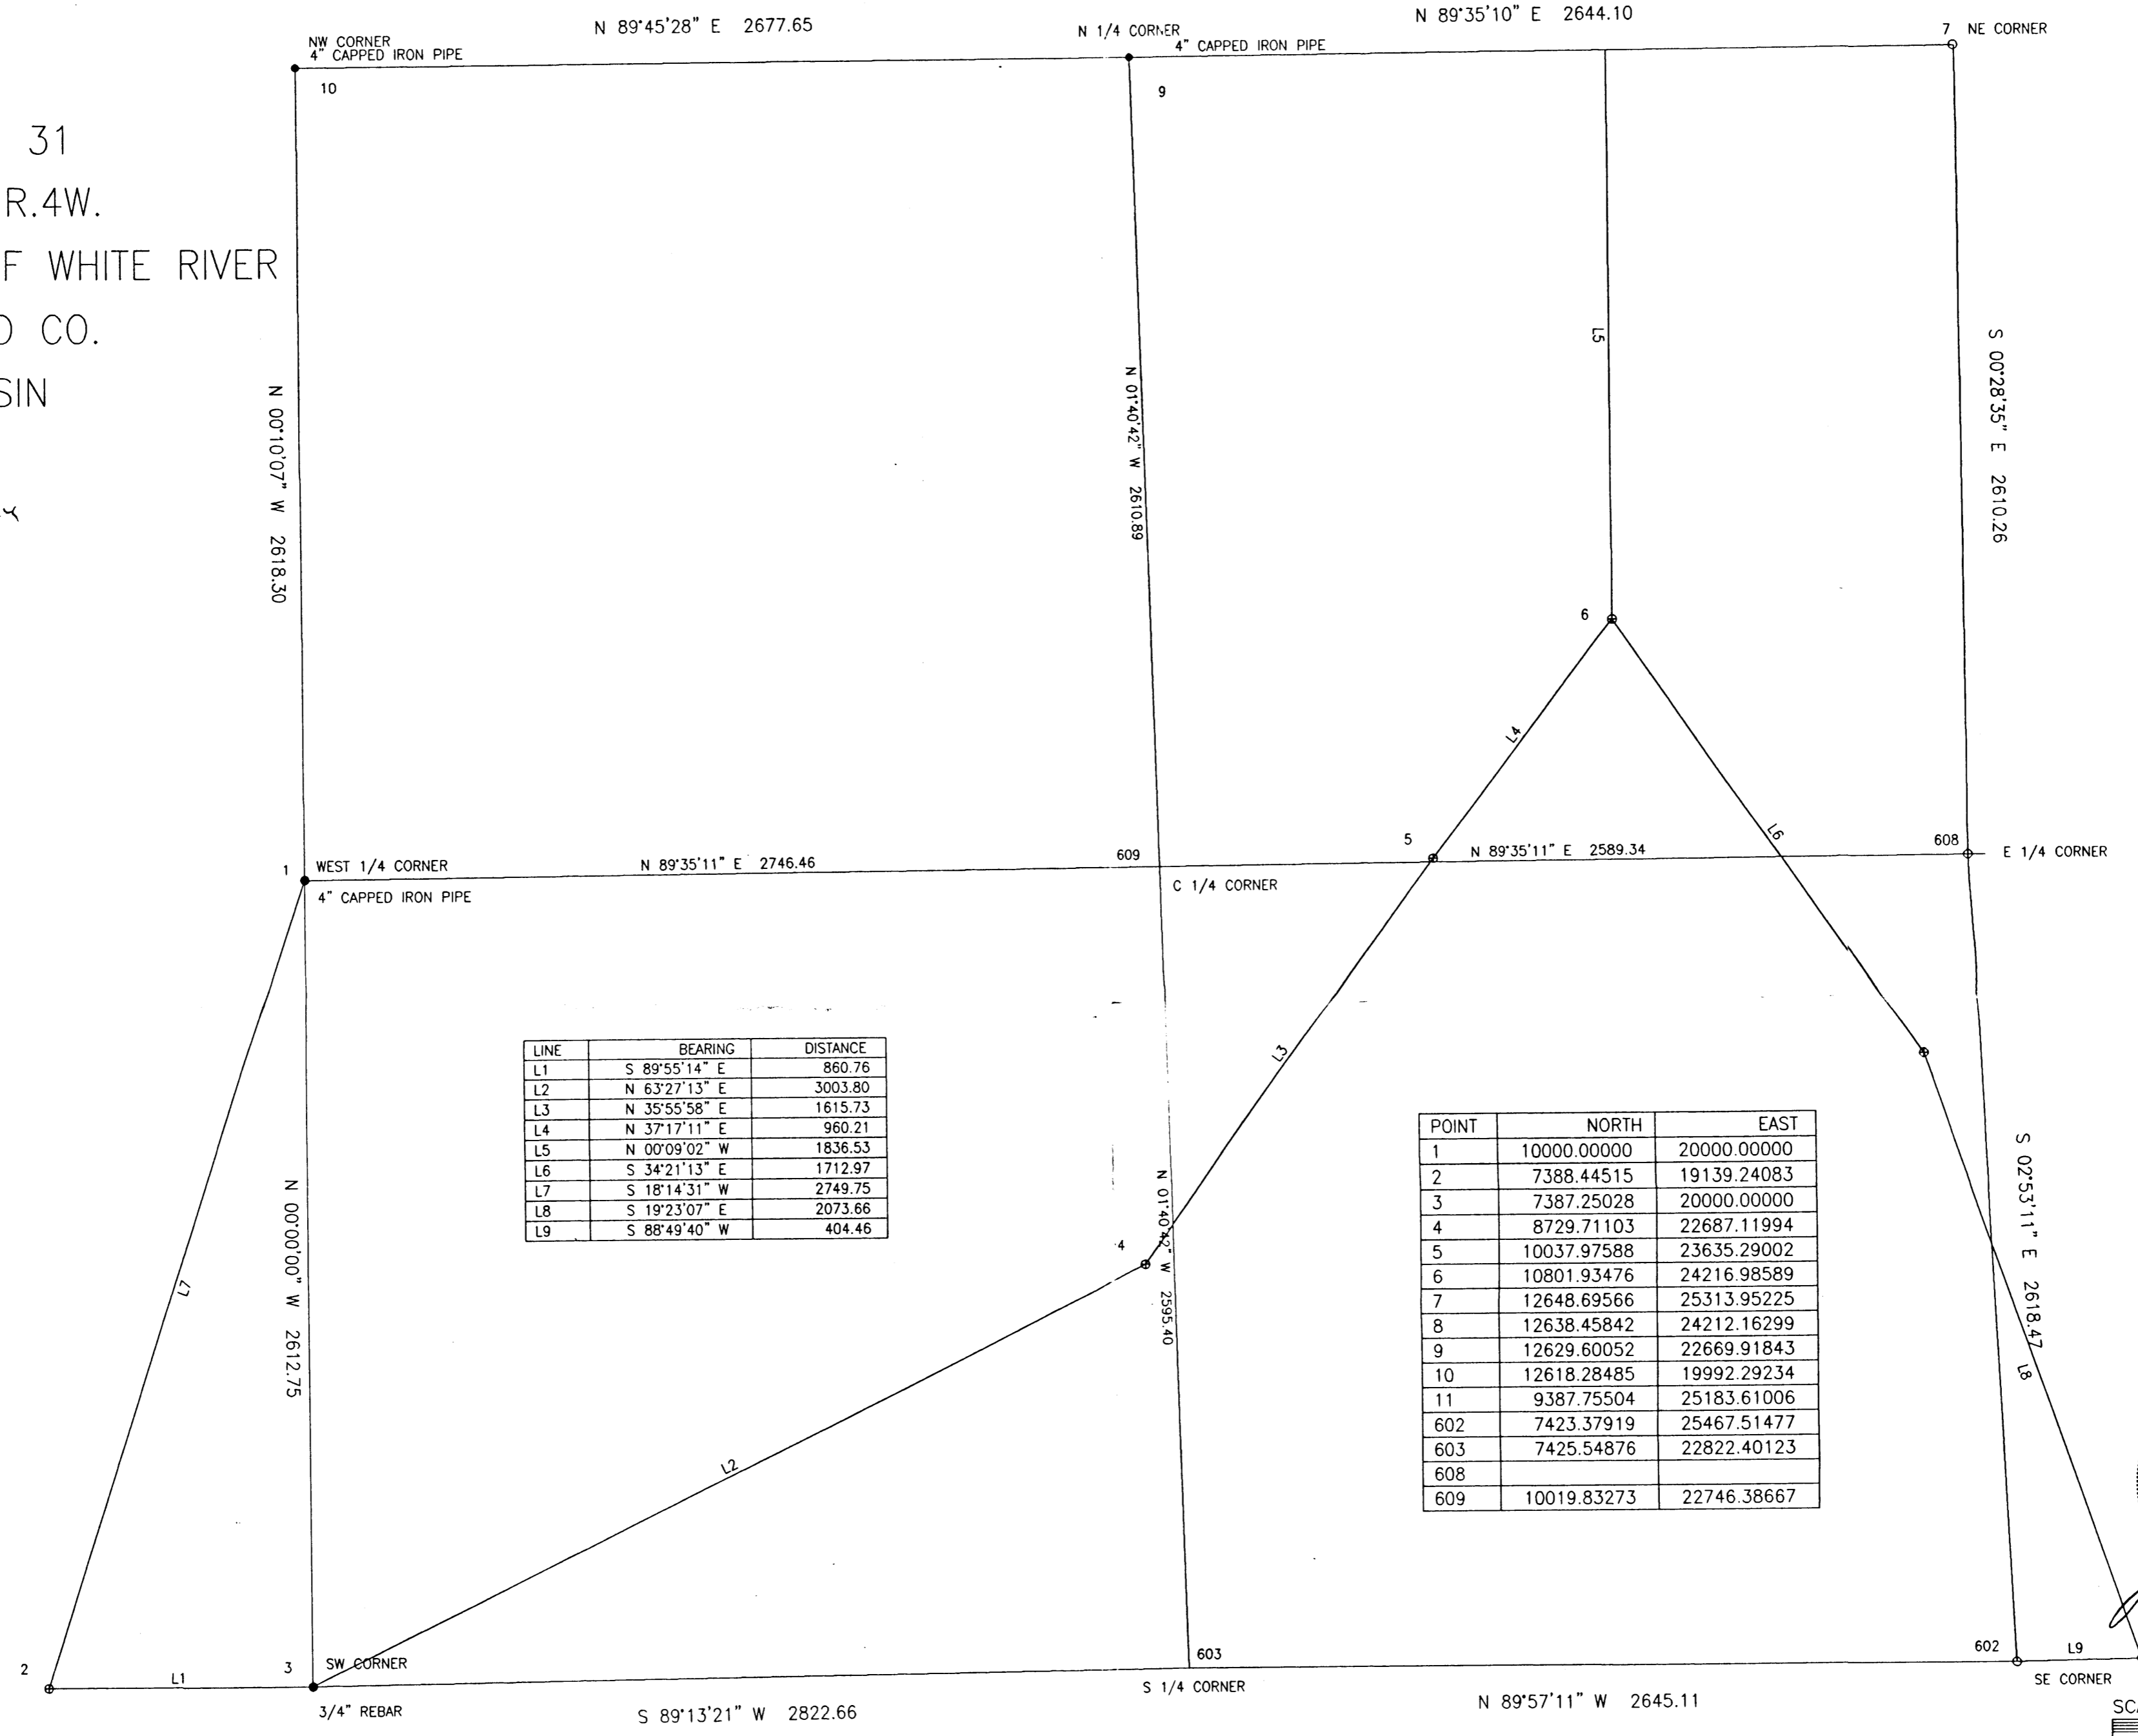 N 89°45'28" E 2677.65
N 89°35'10" E 2644.10
NW CORNER
4" CAPPED IRON PIPE
N 1/4 CORNER
4" CAPPED IRON PIPE
7 NE CORNER
10
9
31
R.4W.
F WHITE RIVER
CO.
SIN
N 00°10'07" W 2618.30
N 01°40'42" W 2610.89
L5
S 00°28'35" E 2610.26
6
L4
L6
5
N 89°35'11" E 2589.34
608
E 1/4 CORNER
1
WEST 1/4 CORNER
N 89°35'11" E 2746.46
609
4" CAPPED IRON PIPE
C 1/4 CORNER
L3
LINE BEARING DISTANCE
L1 S 89°55'14" E 860.76
L2 N 63°27'13" E 3003.80
L3 N 35°55'58" E 1615.73
L4 N 37°17'11" E 960.21
L5 N 00°09'02" W 1836.53
L6 S 34°21'13" E 1712.97
L7 S 18°14'31" W 2749.75
L8 S 19°23'07" E 2073.66
L9 S 88°49'40" W 404.46
POINT NORTH EAST
1 10000.00000 20000.00000
2 7388.44515 19139.24083
3 7387.25028 20000.00000
4 8729.71103 22687.11994
5 10037.97588 23635.29002
6 10801.93476 24216.98589
7 12648.69566 25313.95225
8 12638.45842 24212.16299
9 12629.60052 22669.91843
10 12618.28485 19992.29234
11 9387.75504 25183.61006
602 7423.37919 25467.51477
603 7425.54876 22822.40123
608
609 10019.83273 22746.38667
N 00°00'00" W 2612.75
N 01°40'42" W 2595.40
S 02°53'11" E 2618.47
4
L7
L8
L2
2
L1
3
SW CORNER
603
602
L9
3/4" REBAR
S 1/4 CORNER
SE CORNER
S 89°13'21" W 2822.66
N 89°57'11" W 2645.11